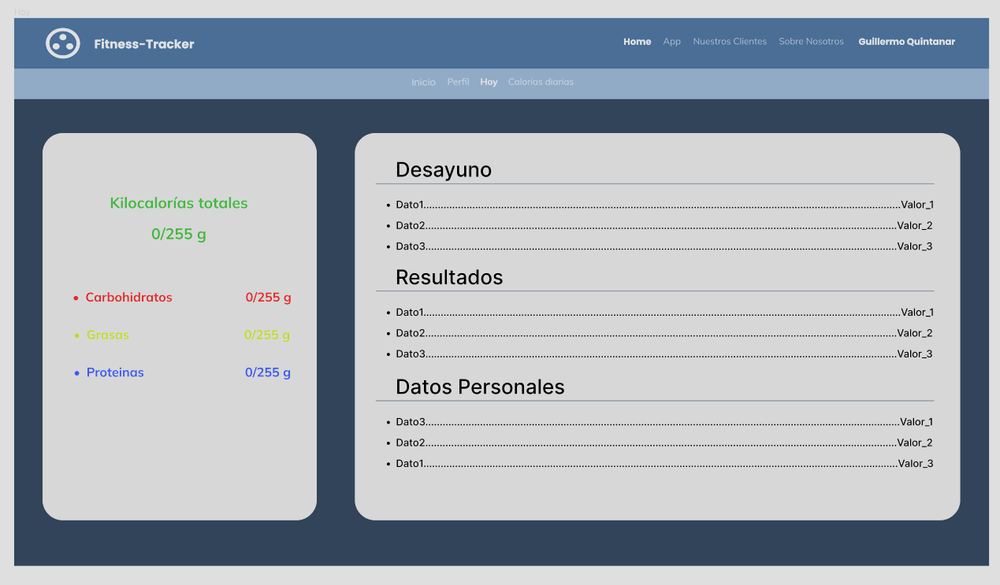 Hoy
Fitness-Tracker
Home App Nuestros Clientes Sobre Nosotros Guillermo Quintanar
Inicio Perfil Hoy Calorias diarias
Kilocalorías totales
0/255 g
• Carbohidratos 0/255 g
• Grasas 0/255 g
• Proteinas 0/255 g
Desayuno
• Dato1........................................Valor_1
• Dato2........................................Valor_2
• Dato3........................................Valor_3
Resultados
• Dato1........................................Valor_1
• Dato2........................................Valor_2
• Dato3........................................Valor_3
Datos Personales
• Dato3........................................Valor_1
• Dato2........................................Valor_2
• Dato1........................................Valor_3